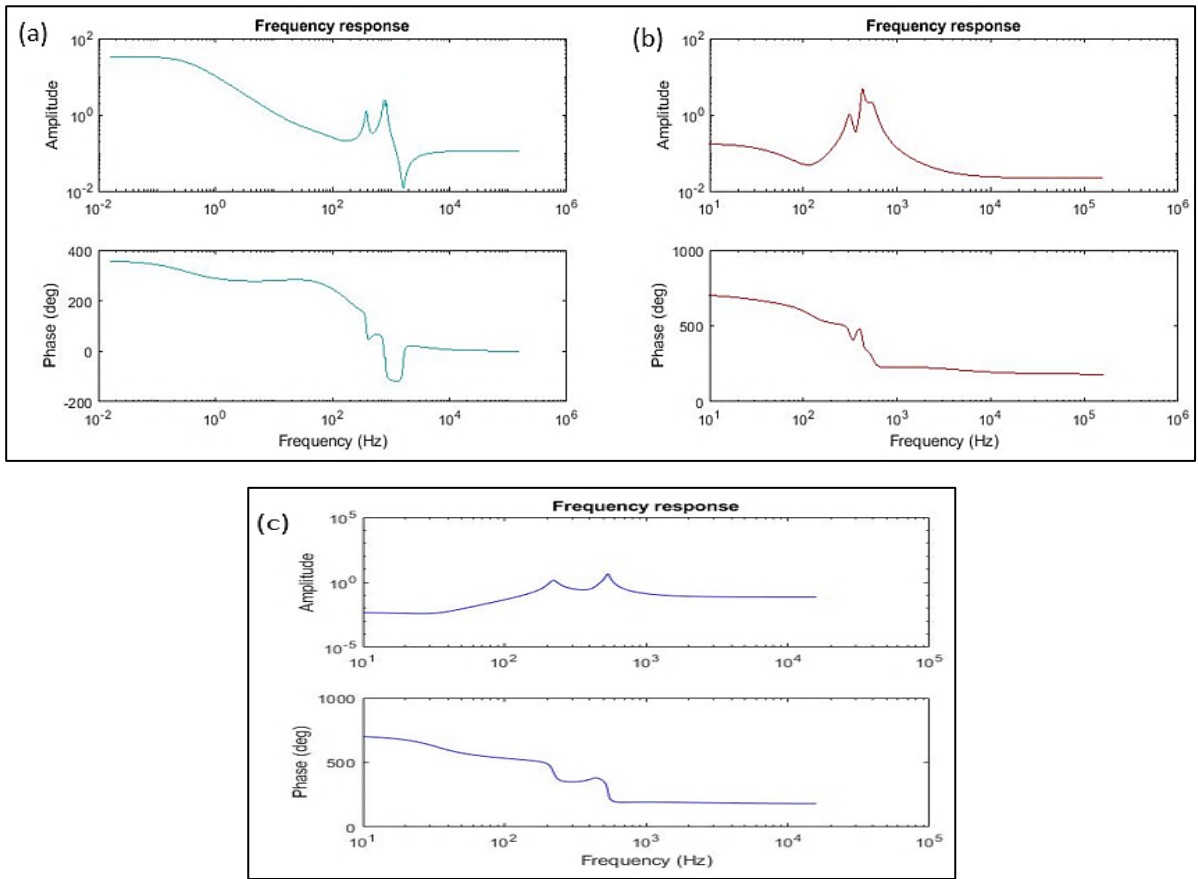 (a)
Frequency response
Amplitude
10^2
10^0
10^-2
10^-2 10^0 10^2 10^4 10^6
Phase (deg)
400
200
0
-200
10^-2 10^0 10^2 10^4 10^6
Frequency (Hz)
(b)
Frequency response
Amplitude
10^2
10^0
10^-2
10^1 10^2 10^3 10^4 10^5 10^6
Phase (deg)
1000
500
0
10^1 10^2 10^3 10^4 10^5 10^6
Frequency (Hz)
(c)
Frequency response
Amplitude
10^5
10^0
10^-5
10^1 10^2 10^3 10^4 10^5
Phase (deg)
1000
500
0
10^1 10^2 10^3 10^4 10^5
Frequency (Hz)